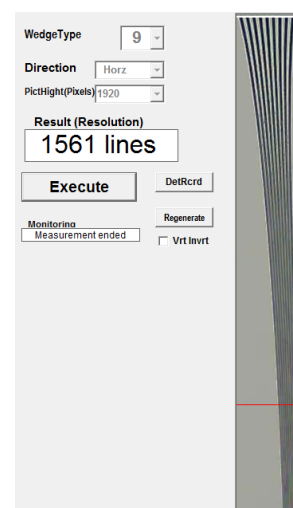 WedgeType 9
Direction Horz
PictHight(Pixels) 1920
Result (Resolution)
1561 lines
Execute
DetRcrd
Regenerate
Monitoring
Measurement ended
Vrt Invrt